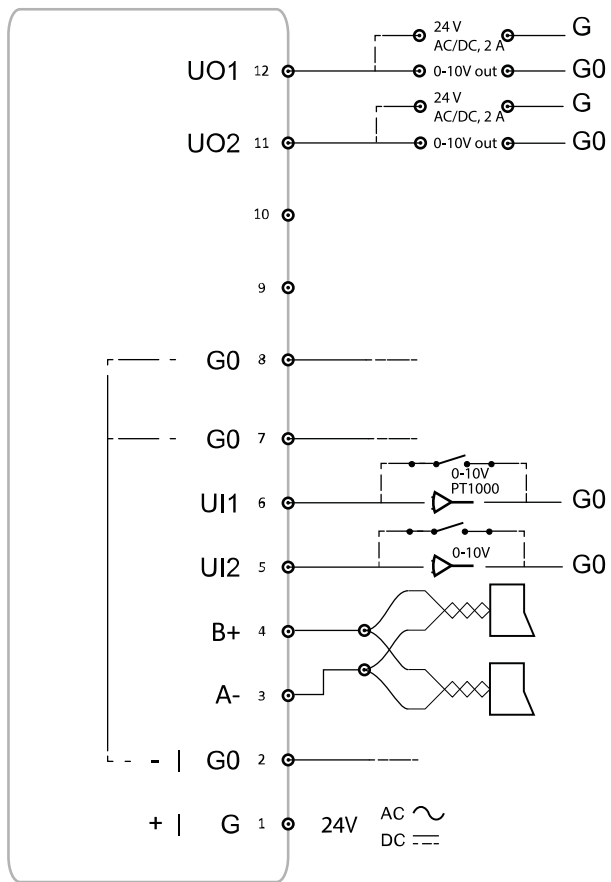 24 V
AC/DC, 2 A
G
UO1 12 0-10V out G0
24 V
AC/DC, 2 A
G
UO2 11 0-10V out G0
10
9
G0 8
G0 7
0-10V
PT1000
UI1 6 G0
0-10V
UI2 5 G0
B+ 4
A- 3
- | G0 2
+ | G 1 24V AC
DC